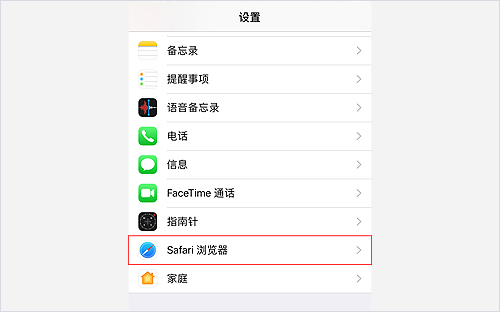 设置
备忘录
提醒事项
语音备忘录
电话
信息
FaceTime 通话
指南针
Safari 浏览器
家庭